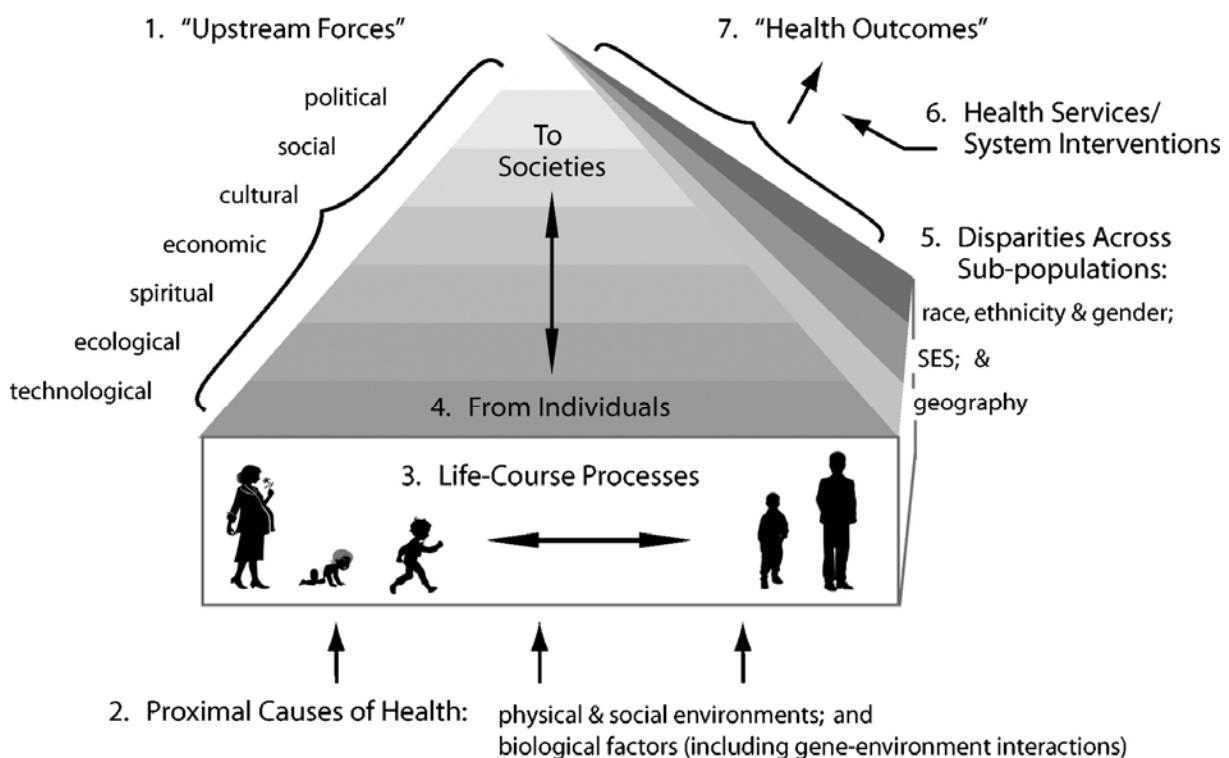 1. “Upstream Forces”
political
social
cultural
economic
spiritual
ecological
technological
2. Proximal Causes of Health: physical & social environments; and
biological factors (including gene-environment interactions)
3. Life-Course Processes
4. From Individuals
To
Societies
5. Disparities Across
Sub-populations:
race, ethnicity & gender;
SES; &
geography
6. Health Services/
System Interventions
7. “Health Outcomes”